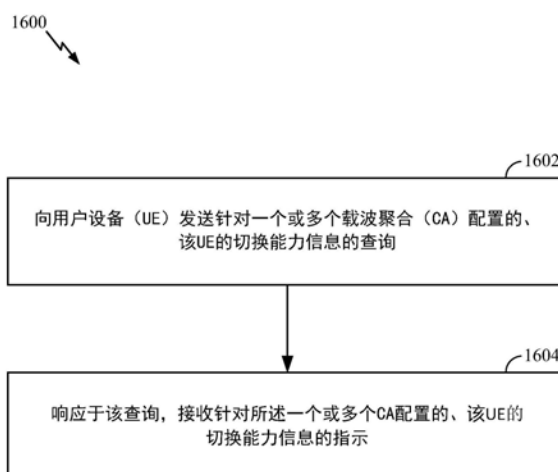 1600
1602
向用户设备（UE）发送针对一个或多个载波聚合（CA）配置的、
该UE的切换能力信息的查询
1604
响应于该查询，接收针对所述一个或多个CA配置的、该UE的
切换能力信息的指示